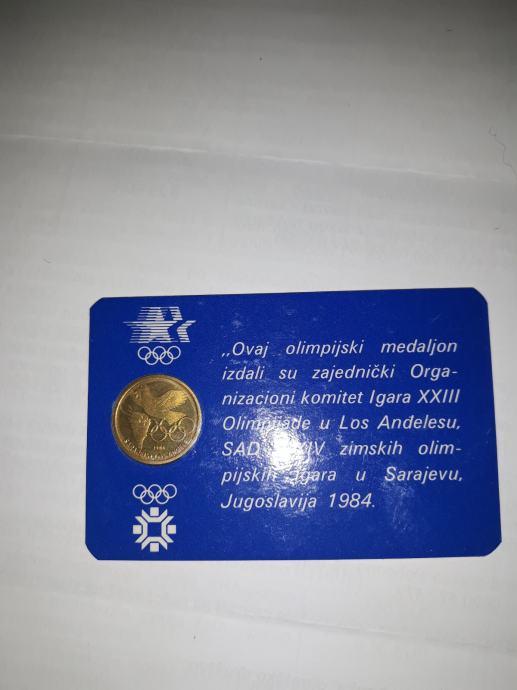 „Ovaj olimpijski medaljon
izdali su zajednički Orga-
nizacioni komitet Igara XXIII
Olimpijade u Los Anđelesu,
SAD zimskih olim-
pijskih Igara u Sarajevu,
Jugoslavija 1984.
1984